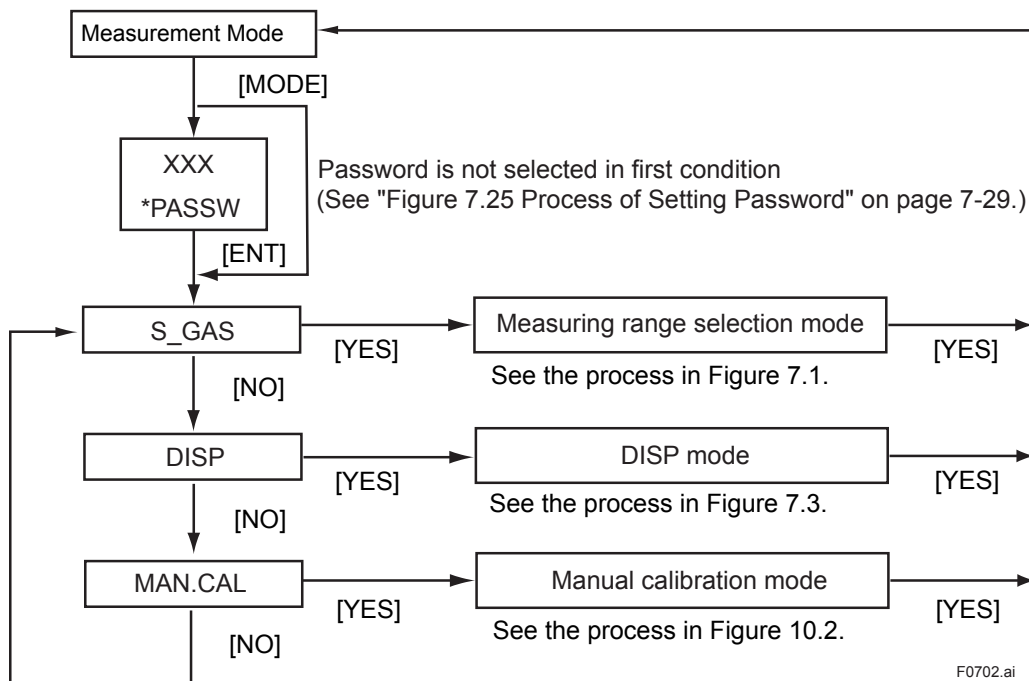 Measurement Mode
[MODE]
XXX
*PASSW
Password is not selected in first condition
(See "Figure 7.25 Process of Setting Password" on page 7-29.)
[ENT]
S_GAS
[YES]
Measuring range selection mode
[YES]
See the process in Figure 7.1.
[NO]
DISP
[YES]
DISP mode
[YES]
See the process in Figure 7.3.
[NO]
MAN.CAL
[YES]
Manual calibration mode
[YES]
See the process in Figure 10.2.
[NO]
F0702.ai